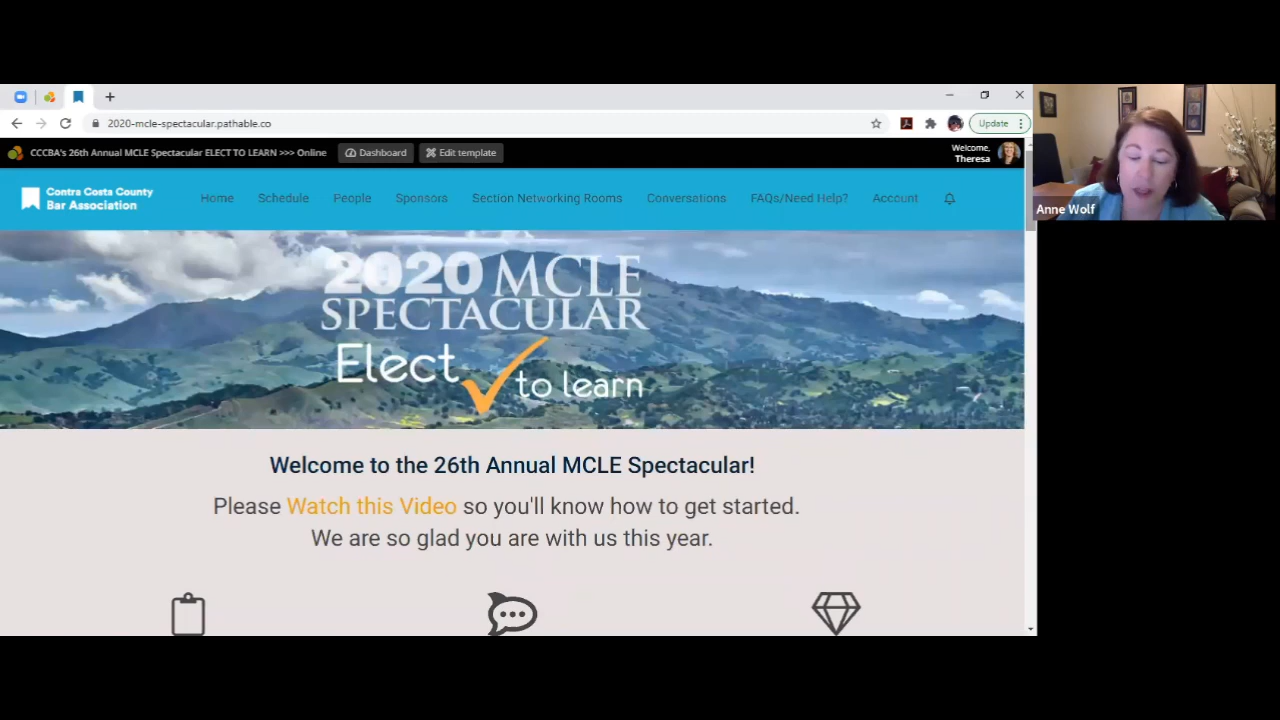 2020-mcle-spectacular.pathable.co
Update
CCCBA's 26th Annual MCLE Spectacular ELECT TO LEARN >>> Online
Dashboard
Edit template
Welcome,
Theresa
Contra Costa County
Bar Association
Home
Schedule
People
Sponsors
Section Networking Rooms
Conversations
FAQs/Need Help?
Account
Anne Wolf
2020 MCLE
SPECTACULAR
Elect
to learn
Welcome to the 26th Annual MCLE Spectacular!
Please Watch this Video so you'll know how to get started.
We are so glad you are with us this year.